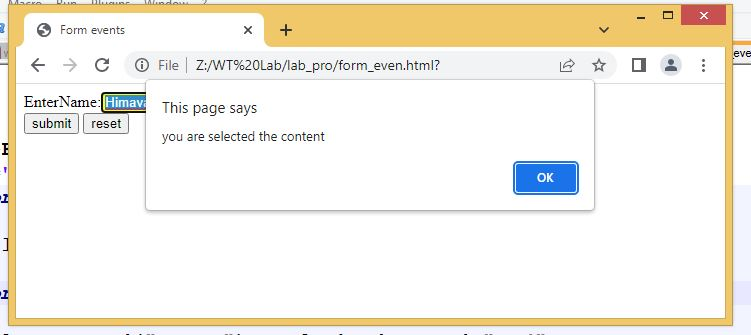 Macro Run Plugins Window ?
Form events
File Z:/WT%20Lab/lab_pro/form_even.html?
EnterName:
submit reset
This page says
you are selected the content
OK